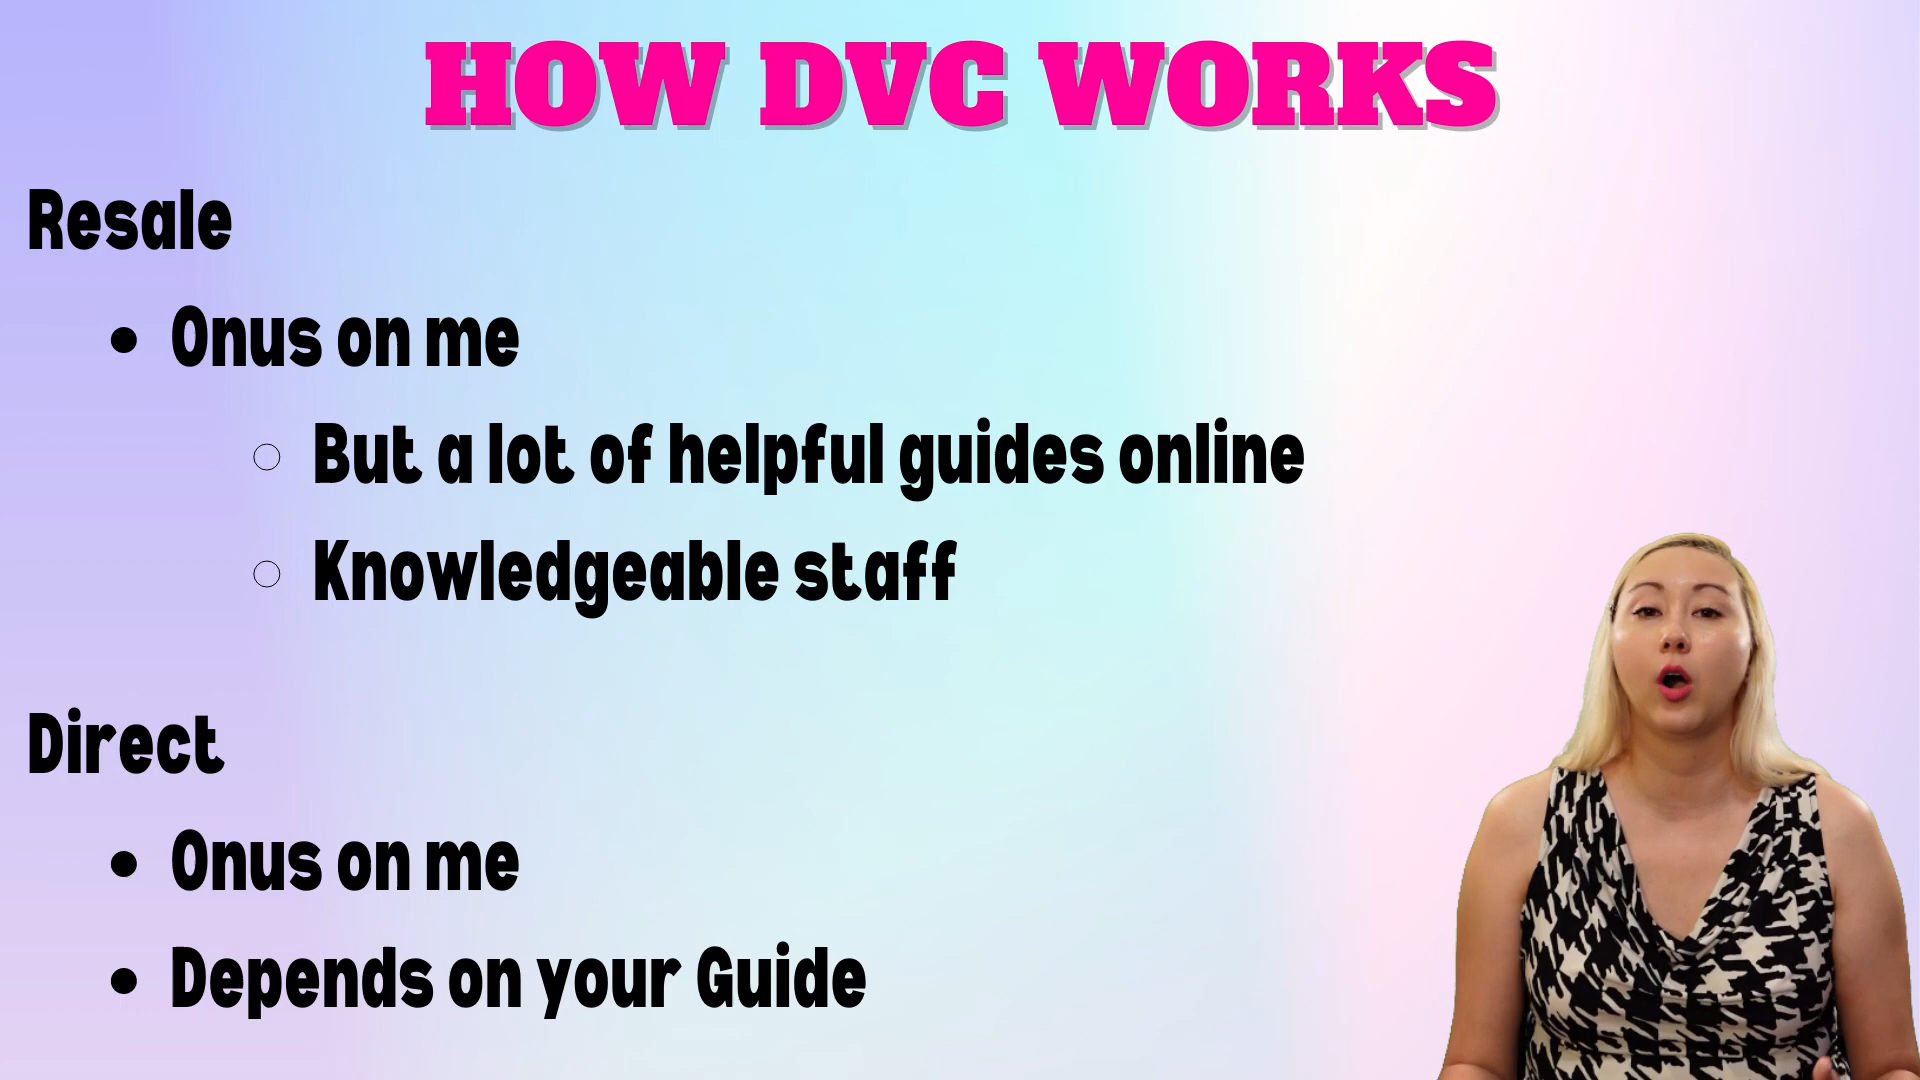 HOW DVC WORKS
Resale
• Onus on me
○ But a lot of helpful guides online
○ Knowledgeable staff
Direct
• Onus on me
• Depends on your Guide